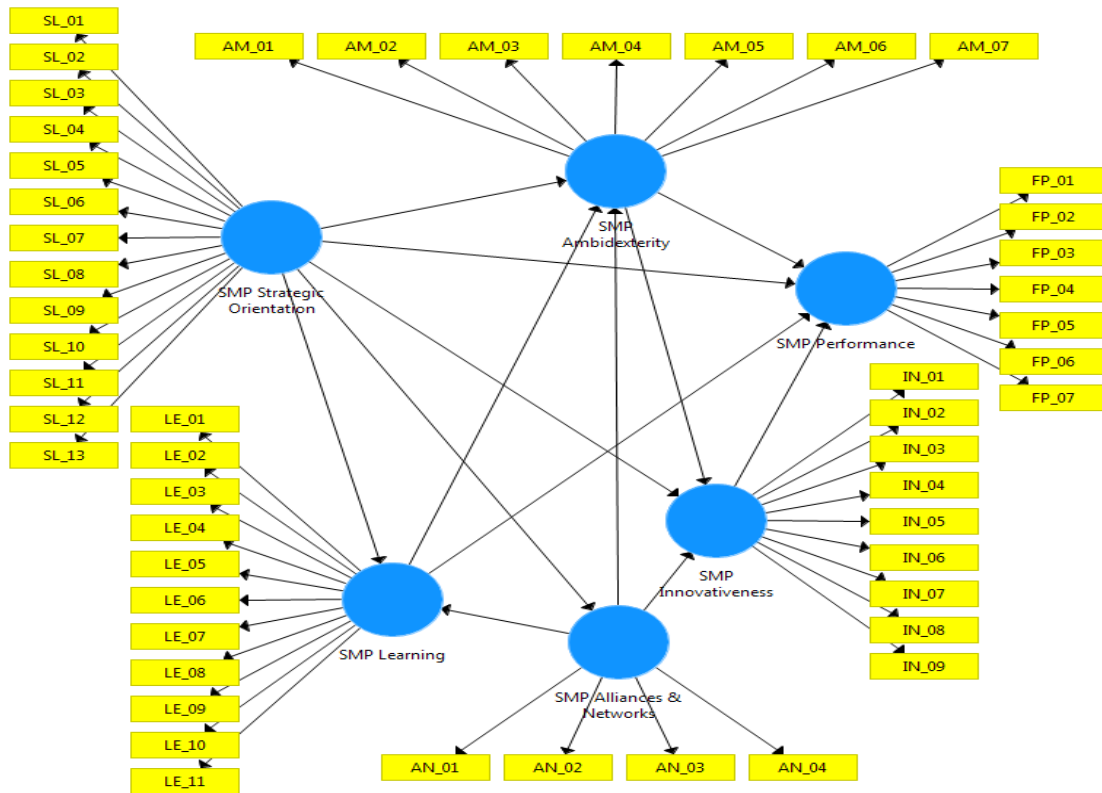 SL_01
SL_02
SL_03
SL_04
SL_05
SL_06
SL_07
SL_08
SL_09
SL_10
SL_11
SL_12
SL_13
AM_01
AM_02
AM_03
AM_04
AM_05
AM_06
AM_07
SMP
Ambidexterity
SMP Strategic
Orientation
FP_01
FP_02
FP_03
FP_04
FP_05
FP_06
FP_07
SMP Performance
LE_01
LE_02
LE_03
LE_04
LE_05
LE_06
LE_07
LE_08
LE_09
LE_10
LE_11
SMP Learning
IN_01
IN_02
IN_03
IN_04
IN_05
IN_06
IN_07
IN_08
IN_09
SMP
Innovativeness
SMP Alliances &
Networks
AN_01
AN_02
AN_03
AN_04